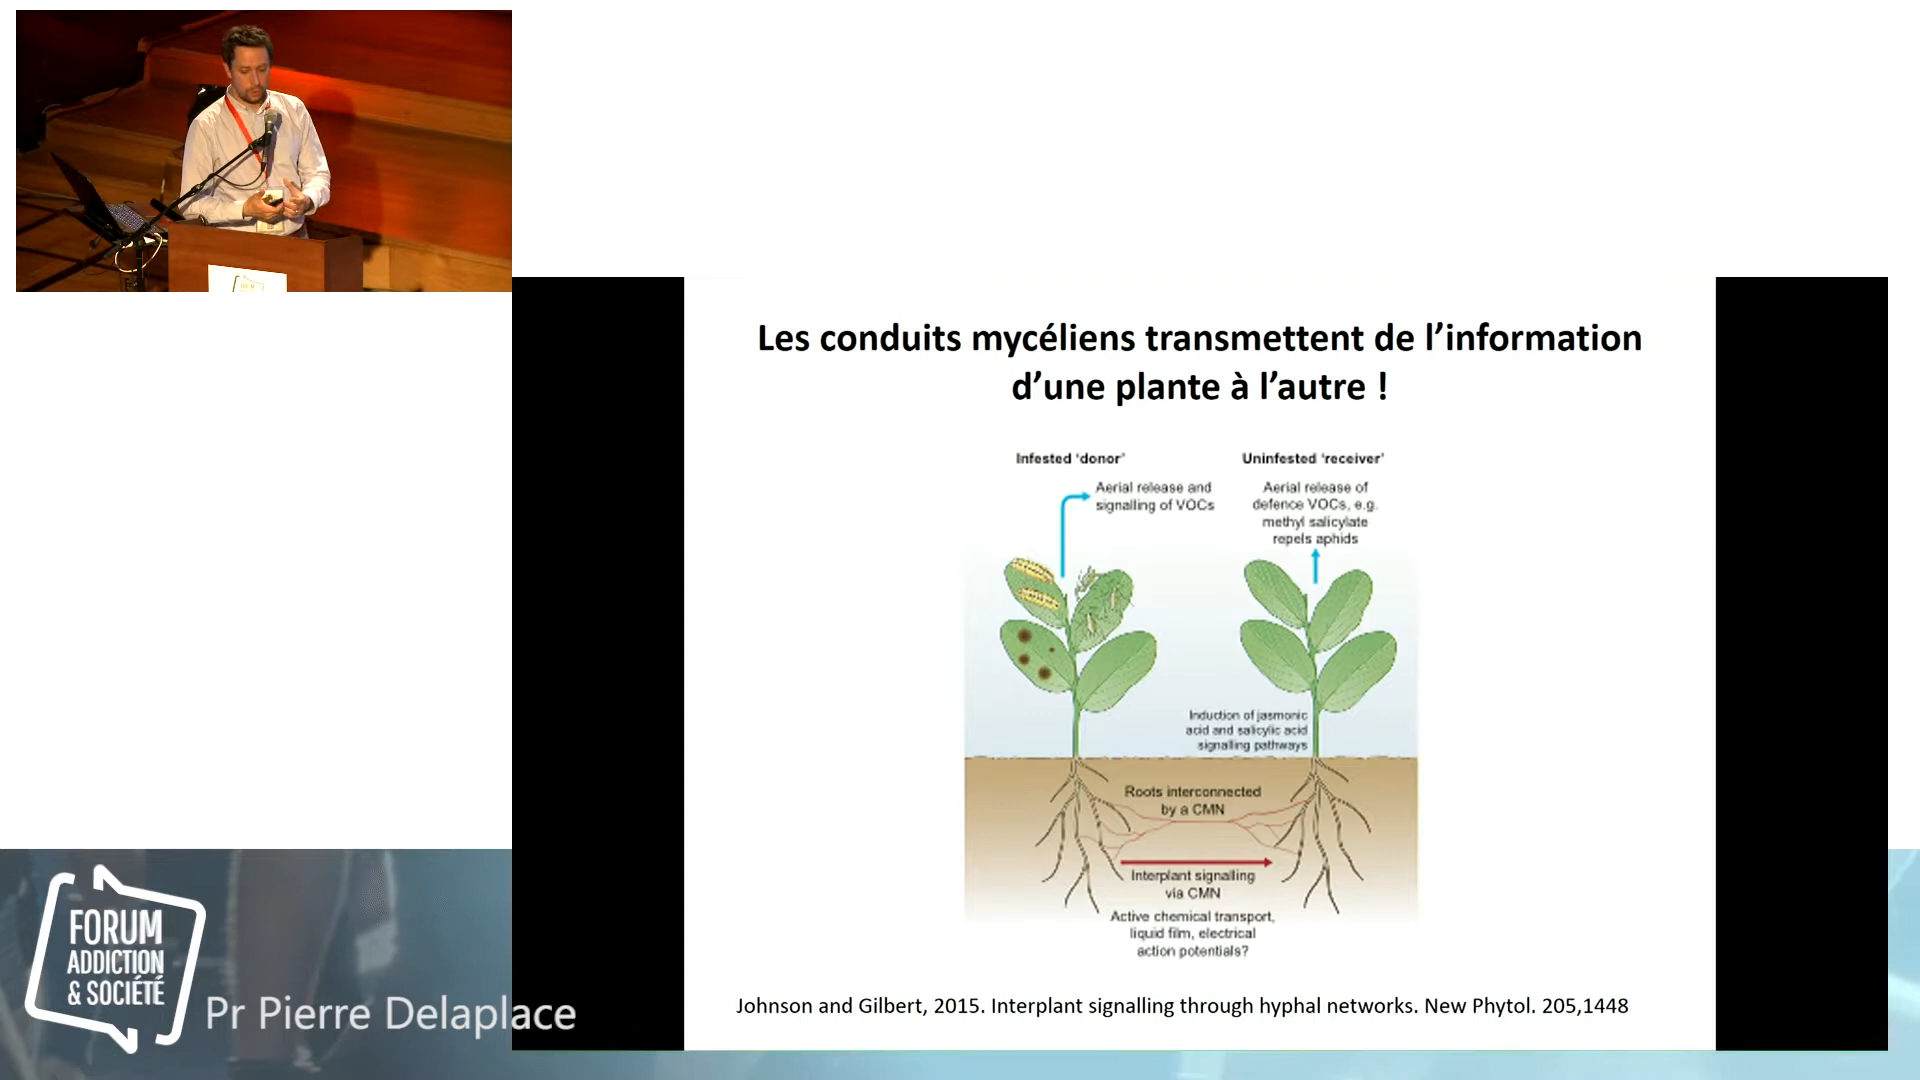 Les conduits mycéliens transmettent de l’information
d’une plante à l’autre !
Infested ‘donor’
Uninfested ‘receiver’
Aerial release and
signalling of VOCs
Aerial release of
defence VOCs, e.g.
methyl salicylate
repels aphids
Induction of jasmonic
acid and salicylic acid
signalling pathways
Roots interconnected
by a CMN
Interplant signalling
via CMN
Active chemical transport,
liquid film, electrical
action potentials?
Johnson and Gilbert, 2015. Interplant signalling through hyphal networks. New Phytol. 205,1448
FORUM
ADDICTION
& SOCIÉTÉ
Pr Pierre Delaplace